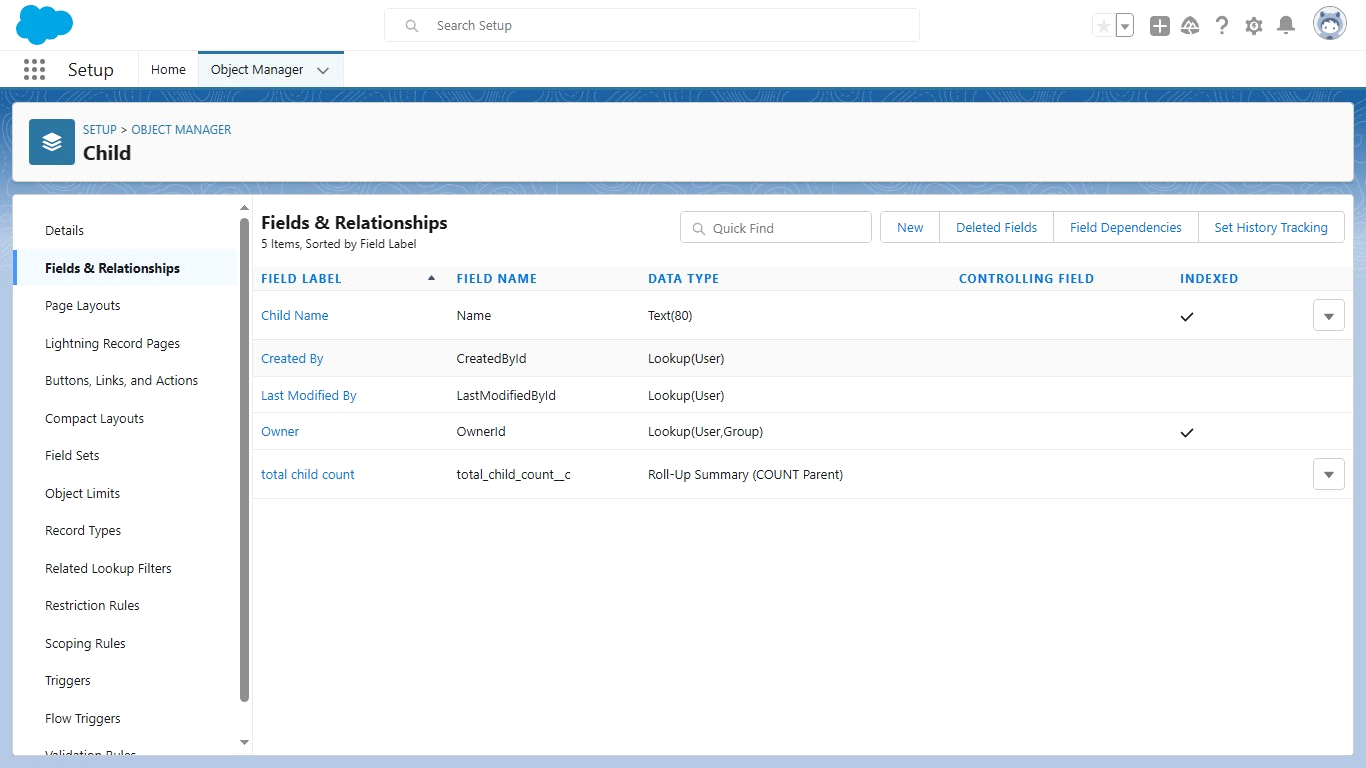 Search Setup
Setup
Home
Object Manager
SETUP > OBJECT MANAGER
Child
Details
Fields & Relationships
Page Layouts
Lightning Record Pages
Buttons, Links, and Actions
Compact Layouts
Field Sets
Object Limits
Record Types
Related Lookup Filters
Restriction Rules
Scoping Rules
Triggers
Flow Triggers
Validation Rules
Fields & Relationships
5 Items, Sorted by Field Label
Quick Find
New
Deleted Fields
Field Dependencies
Set History Tracking
FIELD LABEL FIELD NAME DATA TYPE CONTROLLING FIELD INDEXED
Child Name Name Text(80)
Created By CreatedById Lookup(User)
Last Modified By LastModifiedById Lookup(User)
Owner OwnerId Lookup(User,Group)
total child count total_child_count__c Roll-Up Summary (COUNT Parent)